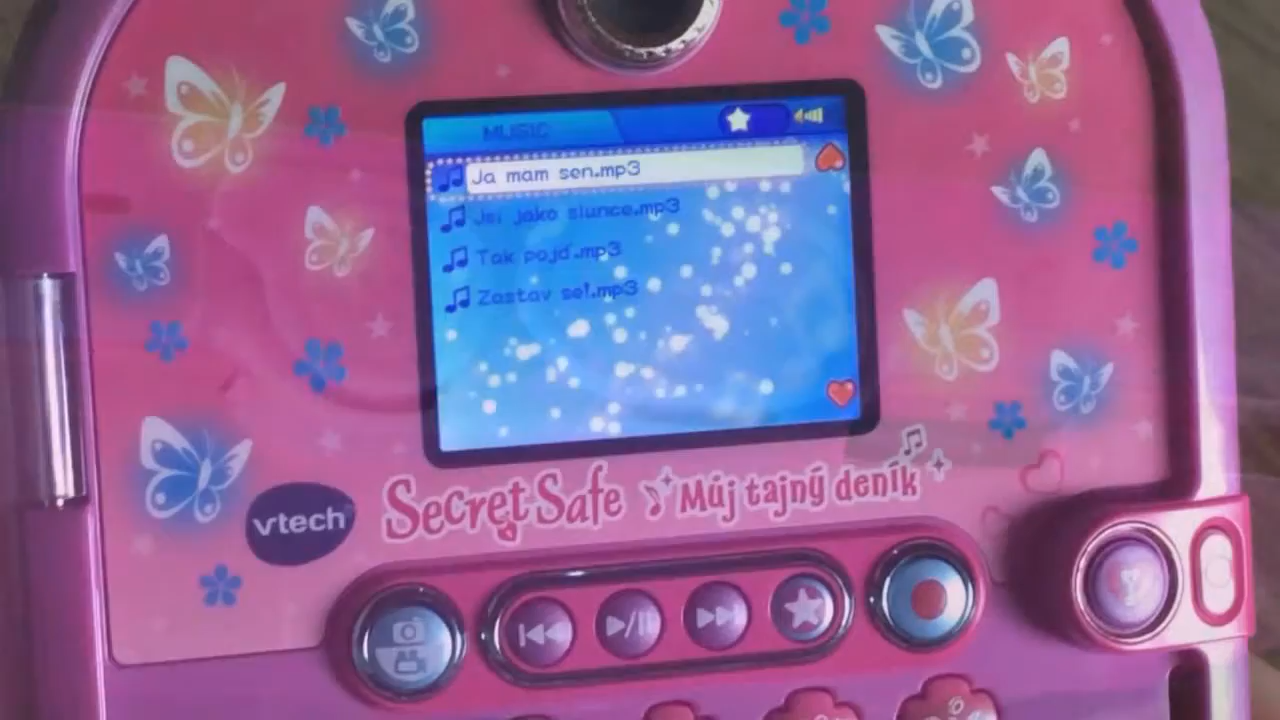 MUSIC
Ja mam sen.mp3
Jsi jako slunce.mp3
Tak pojd.mp3
Zastav se!.mp3
Secret Safe Můj tajný deník
vtech